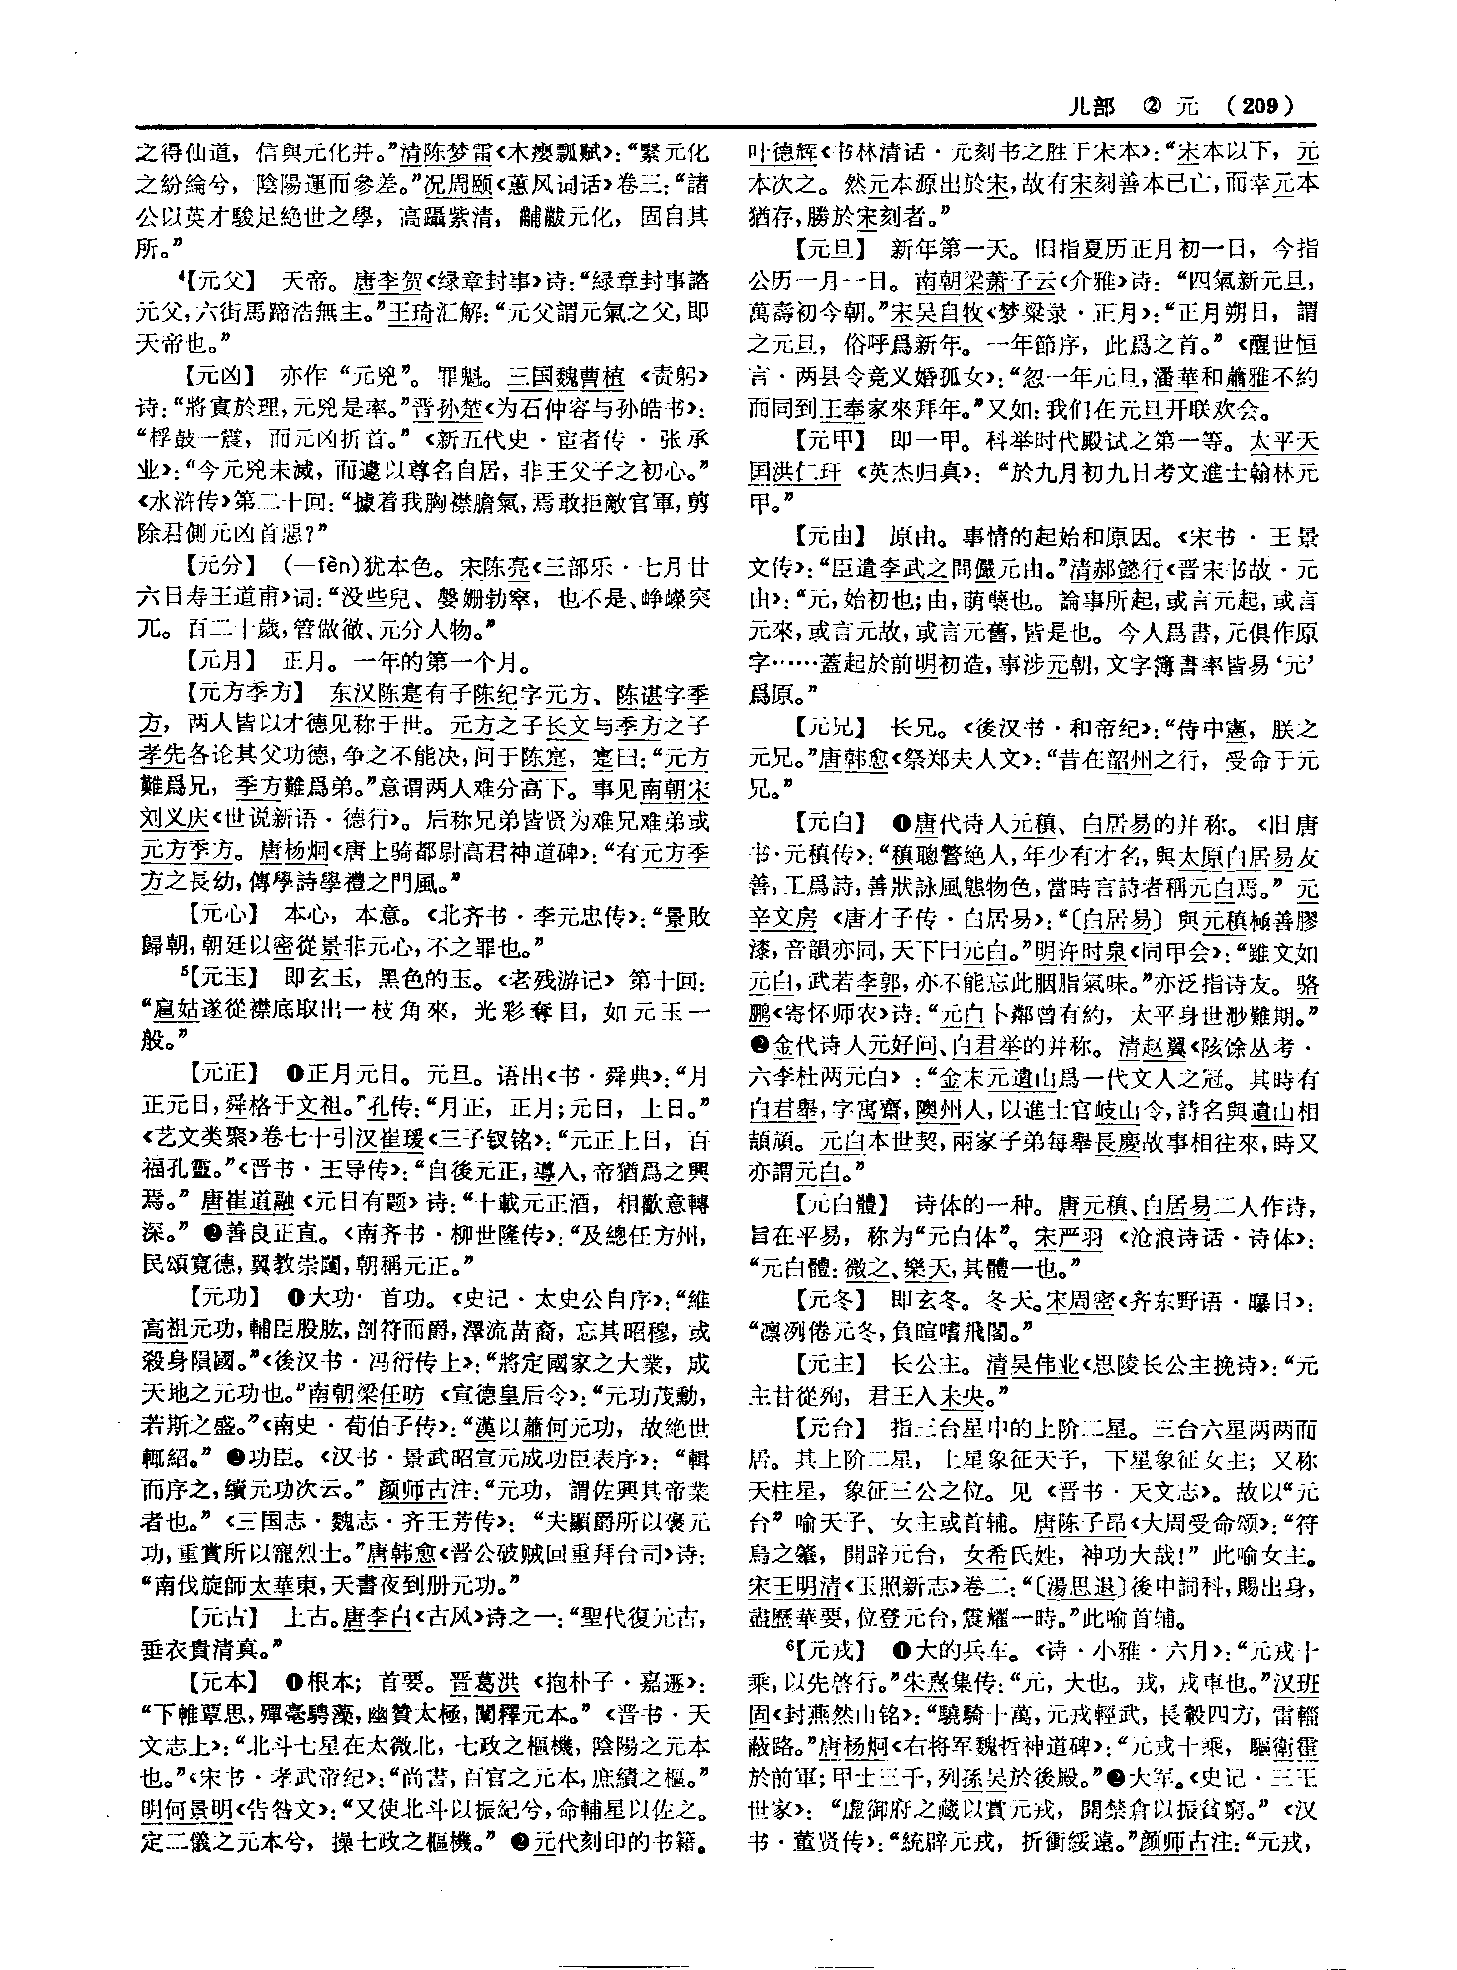 儿部 ② 元 （209）
之得仙道，信與元化并。”清陈梦雷《木瘿瓢赋》：“繄元化
之紛綸兮，陰陽運而參差。”况周颐《蕙风词话》卷三：“諸
公以英才駿足絶世之學，高躡紫清，黼黻元化，固自其
所。”
⁴【元父】 天帝。唐李贺《绿章封事》诗：“緑章封事諮
元父，六街馬蹄浩無主。”王琦汇解：“元父謂元氣之父，即
天帝也。”
【元凶】 亦作“元兇”。罪魁。三国魏曹植《责躬》
诗：“將寘於理，元兇是率。”晋孙楚《为石仲容与孙皓书》：
“桴鼓一震，而元凶折首。”《新五代史·宦者传·张承
业》：“今元兇未滅，而遽以尊名自居，非王父子之初心。”
《水浒传》第二十回：“據着我胸襟膽氣，焉敢拒敵官軍，剪
除君側元凶首惡？”
【元分】 （—fèn）犹本色。宋陈亮《三部乐·七月廿
六日寿王道甫》词：“没些兒、媻姗勃窣，也不是、崢嶸突
兀。百二十歲，管做徹、元分人物。”
【元月】 正月。一年的第一个月。
【元方季方】 东汉陈寔有子陈纪字元方、陈谌字季
方，两人皆以才德见称于世。元方之子长文与季方之子
孝先各论其父功德，争之不能决，问于陈寔，寔曰：“元方
難爲兄，季方難爲弟。”意谓两人难分高下。事见南朝宋
刘义庆《世说新语·德行》。后称兄弟皆贤为难兄难弟或
元方季方。唐杨炯《唐上骑都尉高君神道碑》：“有元方季
方之長幼，傳學詩學禮之門風。”
【元心】 本心，本意。《北齐书·李元忠传》：“景敗
歸朝，朝廷以密從景非元心，不之罪也。”
⁵【元玉】 即玄玉，黑色的玉。《老残游记》第十回：
“扈姑遂從襟底取出一枝角來，光彩奪目，如元玉一
般。”
【元正】 ❶正月元日。元旦。语出《书·舜典》：“月
正元日，舜格于文祖。”孔传：“月正，正月；元日，上日。”
《艺文类聚》卷七十引汉崔瑗《三子钗铭》：“元正上日，百
福孔靈。”《晋书·王导传》：“自後元正，導入，帝猶爲之興
焉。”唐崔道融《元日有题》诗：“十載元正酒，相歡意轉
深。”❷善良正直。《南齐书·柳世隆传》：“及總任方州，
民頌寬德，翼教崇闈，朝稱元正。”
【元功】 ❶大功 首功。《史记·太史公自序》：“維
高祖元功，輔臣股肱，剖符而爵，澤流苗裔，忘其昭穆，或
殺身隕國。”《後汉书·冯衍传上》：“將定國家之大業，成
天地之元功也。”南朝梁任昉《宣德皇后令》：“元功茂勳，
若斯之盛。”《南史·荀伯子传》：“漢以蕭何元功，故絶世
輒紹。”❷功臣。《汉书·景武昭宣元成功臣表序》：“輯
而序之，續元功次云。”颜师古注：“元功，謂佐興其帝業
者也。”《三国志·魏志·齐王芳传》：“夫顯爵所以褒元
功，重賞所以寵烈士。”唐韩愈《晋公破贼回重拜台司》诗：
“南伐旋師太華東，天書夜到册元功。”
【元古】 上古。唐李白《古风》诗之一：“聖代復元古，
垂衣貴清真。”
【元本】 ❶根本；首要。晋葛洪《抱朴子·嘉遯》：
“下帷覃思，殫毫騁藻，幽贊太極，闡釋元本。”《晋书·天
文志上》：“北斗七星在太微北，七政之樞機，陰陽之元本
也。”《宋书·孝武帝纪》：“尚書，百官之元本，庶績之樞。”
明何景明《告咎文》：“又使北斗以振紀兮，命輔星以佐之。
定二儀之元本兮，操七政之樞機。”❷元代刻印的书籍。
叶德辉《书林清话·元刻书之胜于宋本》：“宋本以下，元
本次之。然元本源出於宋，故有宋刻善本已亡，而幸元本
猶存，勝於宋刻者。”
【元旦】 新年第一天。旧指夏历正月初一日，今指
公历一月一日。南朝梁萧子云《介雅》诗：“四氣新元旦，
萬壽初今朝。”宋吴自牧《梦粱录·正月》：“正月朔日，謂
之元旦，俗呼爲新年。一年節序，此爲之首。”《醒世恒
言·两县令竞义婚孤女》：“忽一年元旦，潘華和蕭雅不約
而同到王奉家來拜年。”又如：我们在元旦开联欢会。
【元甲】 即一甲。科举时代殿试之第一等。太平天
国洪仁玕《英杰归真》：“於九月初九日考文進士翰林元
甲。”
【元由】 原由。事情的起始和原因。《宋书·王景
文传》：“臣遣李武之問儼元由。”清郝懿行《晋宋书故·元
由》：“元，始初也；由，萌櫱也。論事所起，或言元起，或言
元來，或言元故，或言元舊，皆是也。今人爲書，元俱作原
字……蓋起於前明初造，事涉元朝，文字簿書率皆易‘元’
爲原。”
【元兄】 长兄。《後汉书·和帝纪》：“侍中憲，朕之
元兄。”唐韩愈《祭郑夫人文》：“昔在韶州之行，受命于元
兄。”
【元白】 ❶唐代诗人元稹、白居易的并称。《旧唐
书·元稹传》：“稹聰警絶人，年少有才名，與太原白居易友
善，工爲詩，善狀詠風態物色，當時言詩者稱元白焉。”元
辛文房《唐才子传·白居易》：“〔白居易〕與元稹極善膠
漆，音韻亦同，天下曰元白。”明许时泉《同甲会》：“雖文如
元白，武若李郭，亦不能忘此胭脂氣味。”亦泛指诗友。骆
鹏《寄怀师农》诗：“元白卜鄰曾有約，太平身世渺難期。”
❷金代诗人元好问、白君举的并称。清赵翼《陔馀丛考·
六李杜两元白》：“金末元遺山爲一代文人之冠。其時有
白君舉，字寓齋，隩州人，以進士官岐山令，詩名與遺山相
頡頏。元白本世契，兩家子弟每舉長慶故事相往來，時又
亦謂元白。”
【元白體】 诗体的一种。唐元稹、白居易二人作诗，
旨在平易，称为“元白体”。宋严羽《沧浪诗话·诗体》：
“元白體：微之、樂天，其體一也。”
【元冬】 即玄冬。冬天。宋周密《齐东野语·曝日》：
“凛冽倦元冬，負暄嗜飛閣。”
【元主】 长公主。清吴伟业《思陵长公主挽诗》：“元
主甘從殉，君王入未央。”
【元台】 指三台星中的上阶二星。三台六星两两而
居。其上阶二星，上星象征天子，下星象征女主；又称
天柱星，象征三公之位。见《晋书·天文志》。故以“元
台”喻天子、女主或首辅。唐陈子昂《大周受命颂》：“符
鳥之肇，開辟元台，女希氏姓，神功大哉！”此喻女主。
宋王明清《玉照新志》卷二：“〔湯思退〕後中詞科，賜出身，
盡歷華要，位登元台，震耀一時。”此喻首辅。
⁶【元戎】 ❶大的兵车。《诗·小雅·六月》：“元戎十
乘，以先啓行。”朱熹集传：“元，大也。戎，戎車也。”汉班
固《封燕然山铭》：“驍騎十萬，元戎輕武，長轂四方，雷輜
蔽路。”唐杨炯《右将军魏哲神道碑》：“元戎十乘，驅衛霍
於前軍；甲士三千，列孫吴於後殿。”❷大军。《史记·三王
世家》：“虚御府之藏以賞元戎，開禁倉以振貧窮。”《汉
书·董贤传》：“統辟元戎，折衝綏遠。”颜师古注：“元戎，